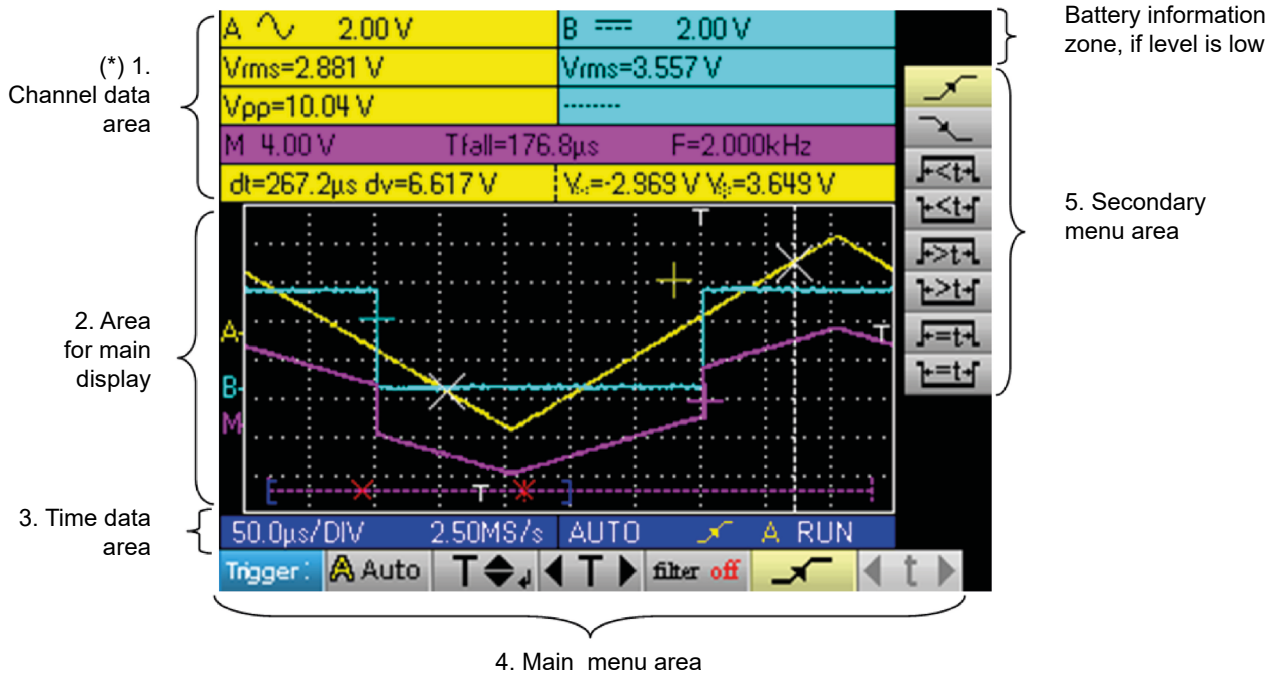 (*) 1.
Channel data
area
A 2.00 V
B 2.00 V
Battery information
zone, if level is low
Vrms=2.881 V
Vrms=3.557 V
Vpp=10.04 V
--------
M 4.00 V Tfall=176.8µs F=2.000kHz
dt=267.2µs dv=6.617 V
=-2.969 V =3.649 V
<t
<t
>t
>t
=t
=t
5. Secondary
menu area
2. Area
for main
display
T
A
T
B
M
T
3. Time data
area
50.0µs/DIV 2.50MS/s AUTO A RUN
Trigger: A Auto T T filter off t
4. Main menu area